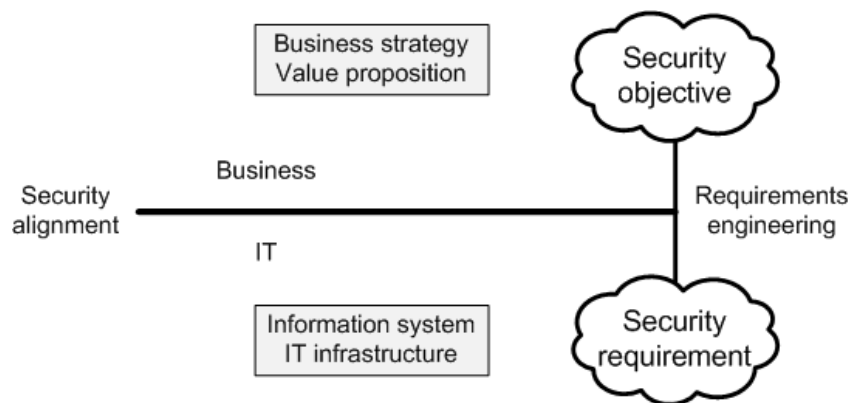 Business strategy
Value proposition
Security
objective
Business
Security
alignment
Requirements
engineering
IT
Information system
IT infrastructure
Security
requirement